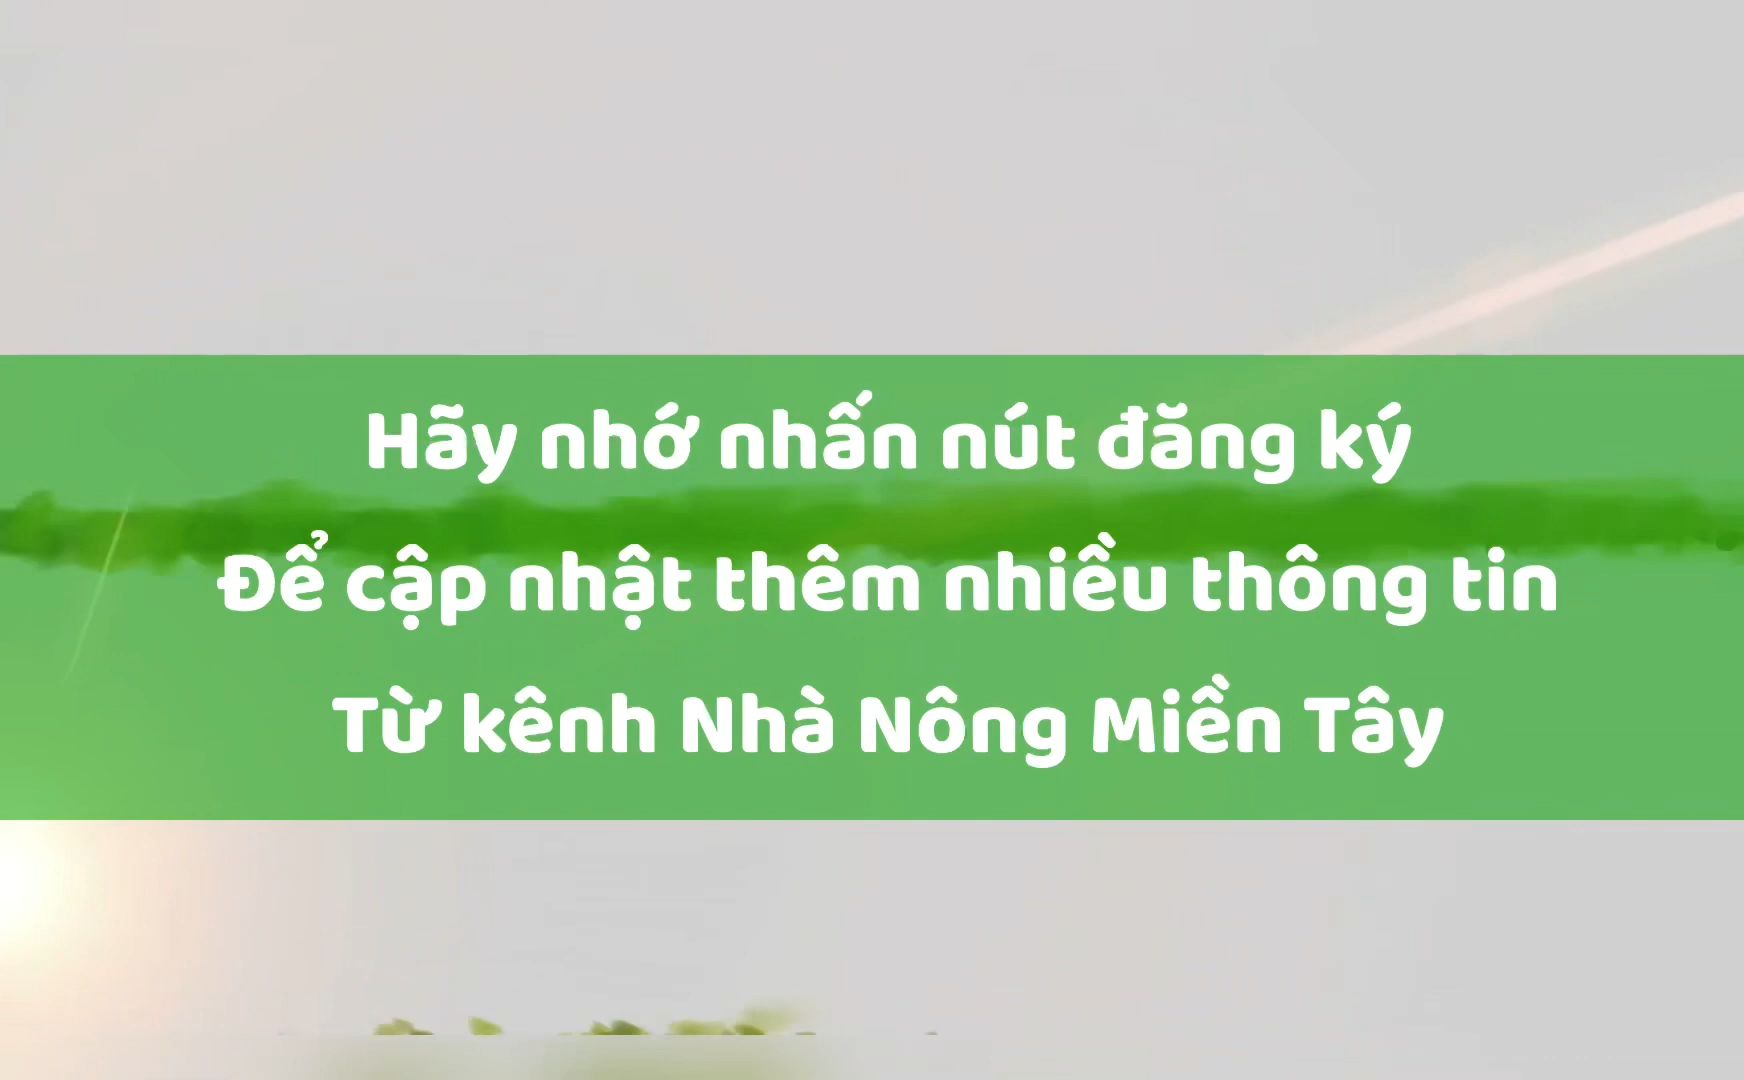 Hãy nhớ nhấn nút đăng ký
Để cập nhật thêm nhiều thông tin
Từ kênh Nhà Nông Miền Tây